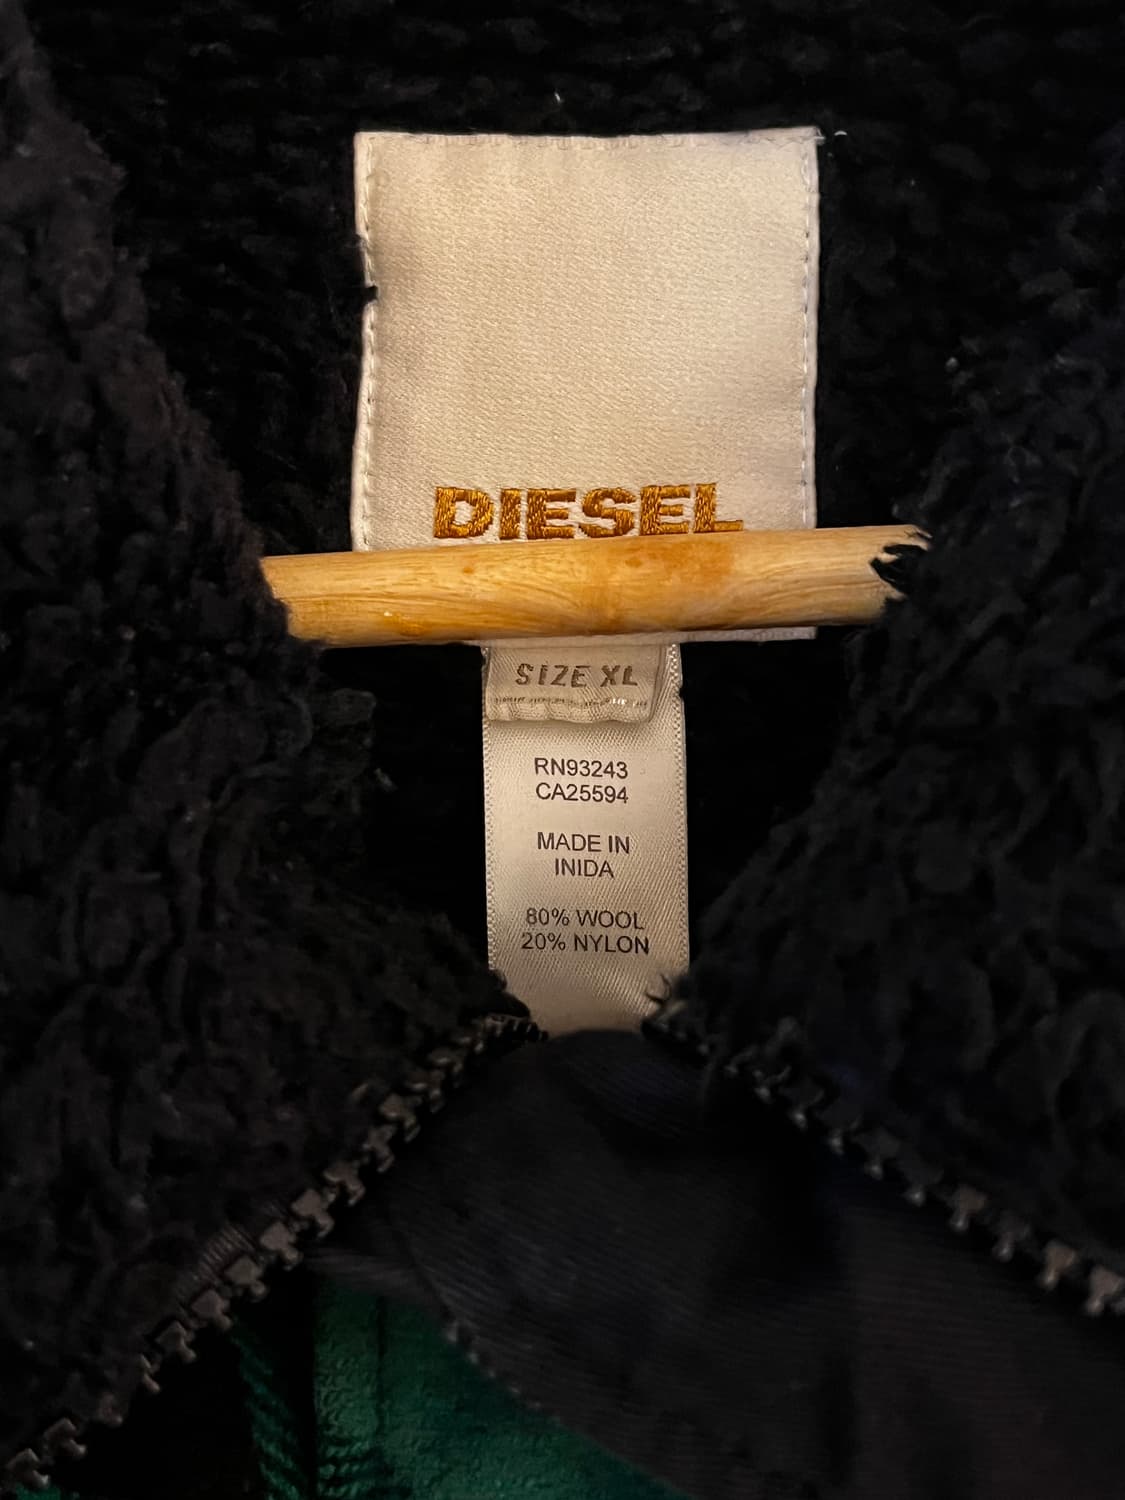 DIESEL
SIZE XL
RN93243
CA25594
MADE IN
INIDA
80% WOOL
20% NYLON